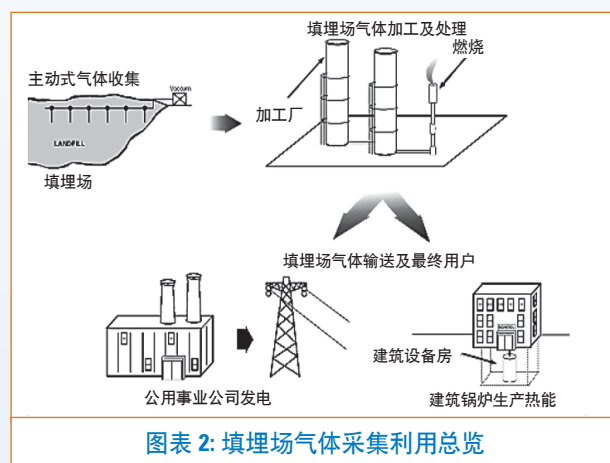 填埋场气体加工及处理
燃烧
主动式气体收集
Vacuum
加工厂
LANDFILL
填埋场
填埋场气体输送及最终用户
建筑设备房
公用事业公司发电
建筑锅炉生产热能
图表 2: 填埋场气体采集利用总览